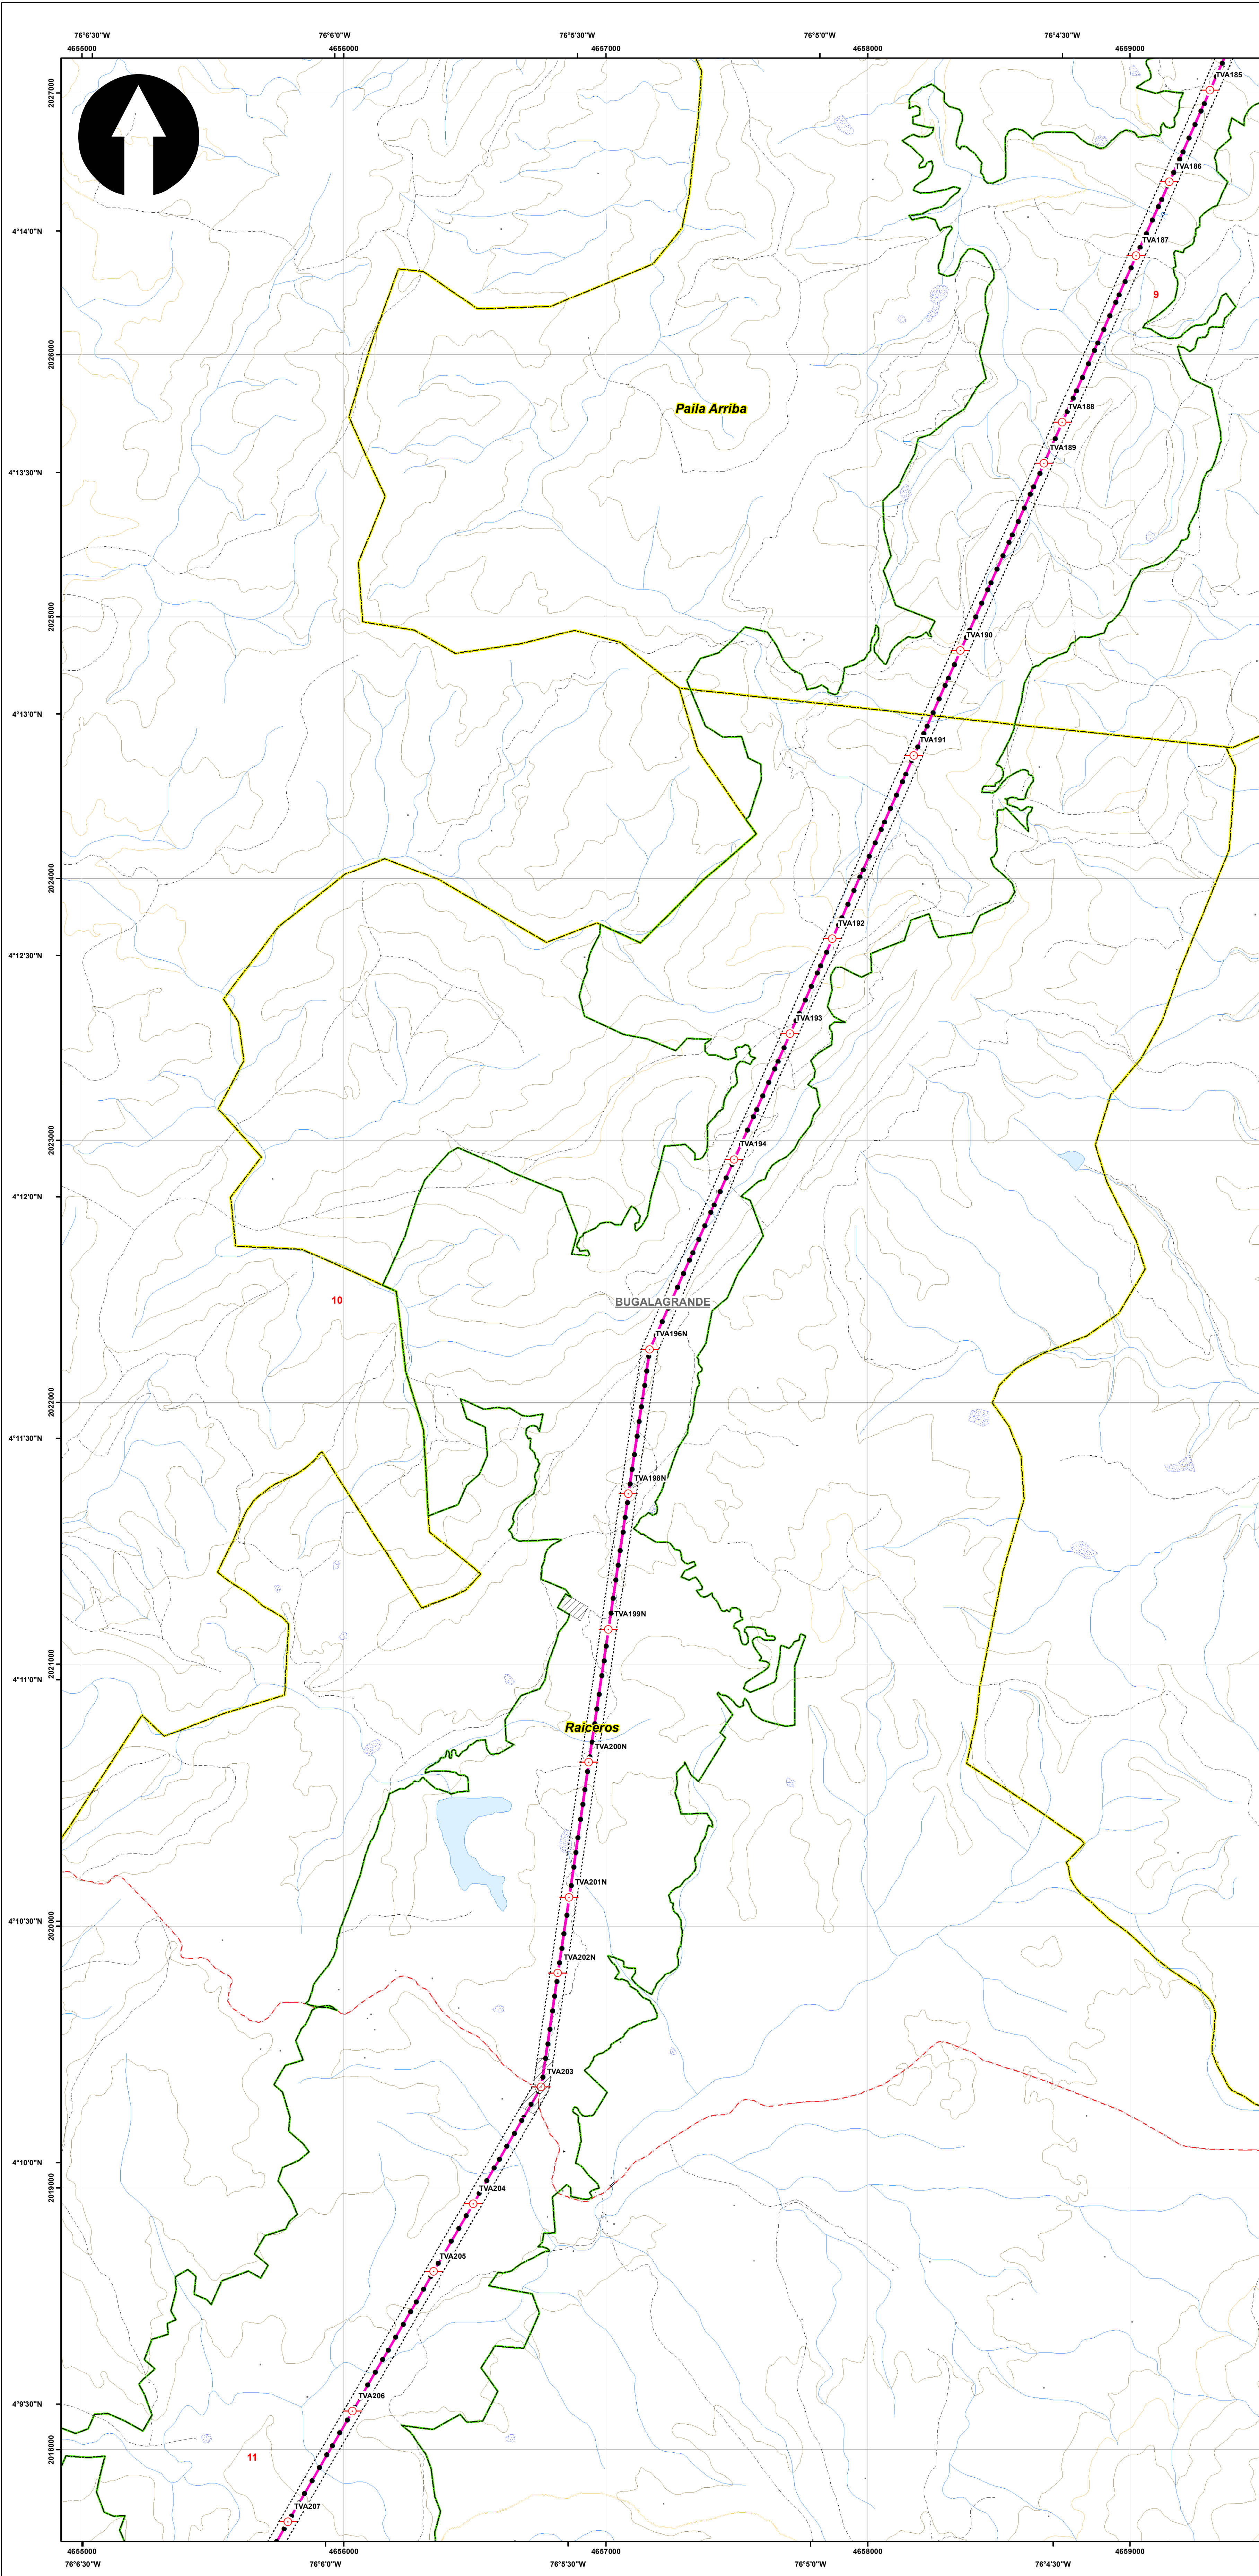 76°6'30"W 76°6'0"W 76°5'30"W 76°5'0"W 76°4'30"W
4655000 4656000 4657000 4658000 4659000
TVA185
2027000
TVA186
4°14'0"N
TVA187
9
2026000
Paila Arriba
TVA188
TVA189
4°13'30"N
2025000
TVA190
4°13'0"N
TVA191
2024000
TVA192
4°12'30"N
TVA193
2023000
TVA194
4°12'0"N
10
BUGALAGRANDE
TVA196N
2022000
4°11'30"N
TVA198N
TVA199N
2021000
4°11'0"N
Raiceros
TVA200N
TVA201N
4°10'30"N
2020000
TVA202N
TVA203
4°10'0"N
2019000
TVA204
TVA205
TVA206
4°9'30"N
2018000
11
TVA207
4655000 4656000 4657000 4658000 4659000
76°6'30"W 76°6'0"W 76°5'30"W 76°5'0"W 76°4'30"W